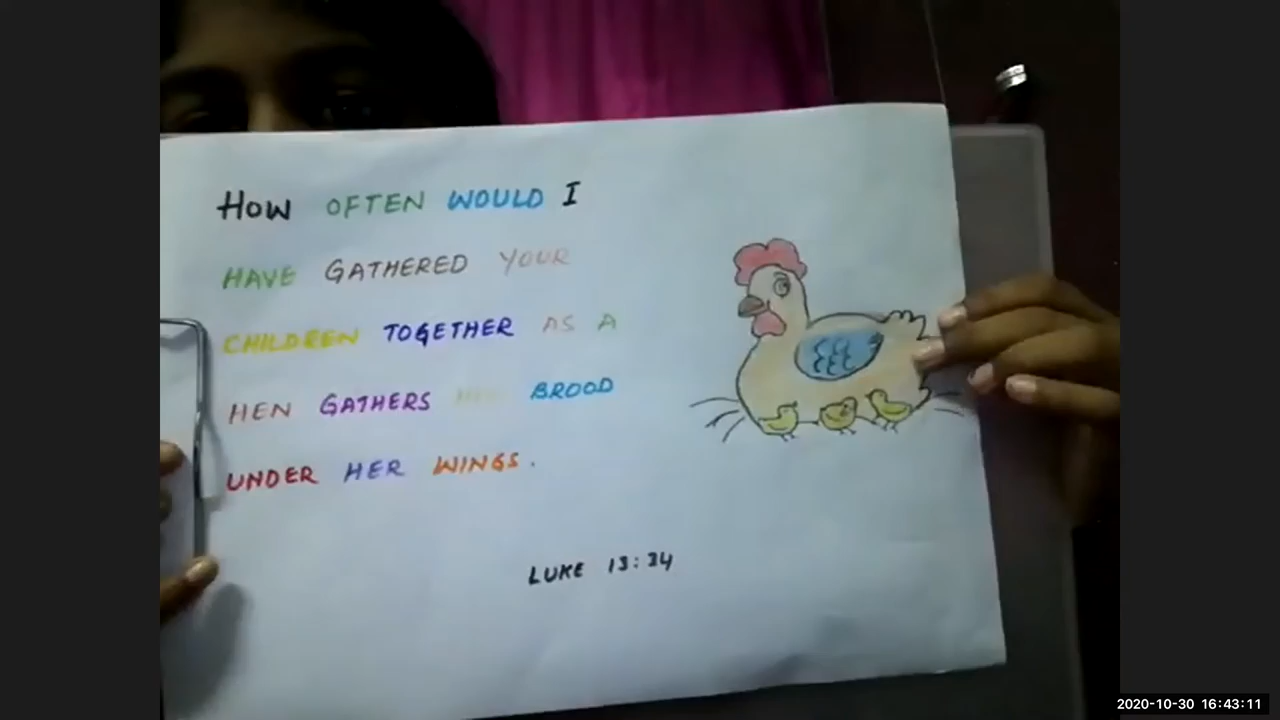 HOW OFTEN WOULD I
HAVE GATHERED YOUR
CHILDREN TOGETHER AS A
HEN GATHERS HER BROOD
UNDER HER WINGS.
LUKE 13:34
2020-10-30 16:43:11